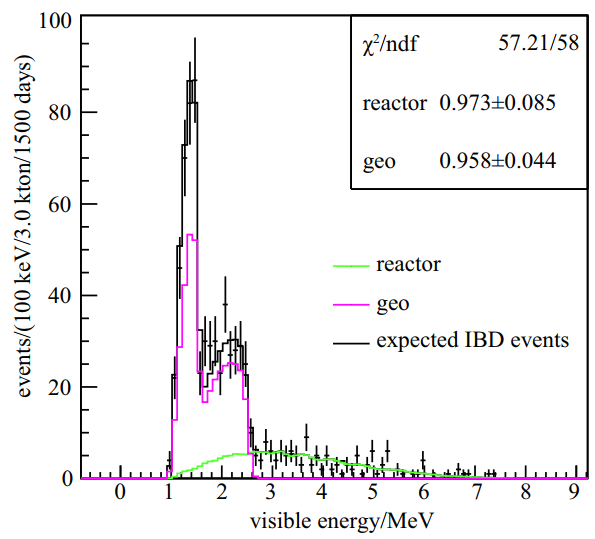 100
80
60
40
20
0
events/(100 keV/3.0 kton/1500 days)
χ²/ndf 57.21/58
reactor 0.973±0.085
geo 0.958±0.044
reactor
geo
expected IBD events
0 1 2 3 4 5 6 7 8 9
visible energy/MeV